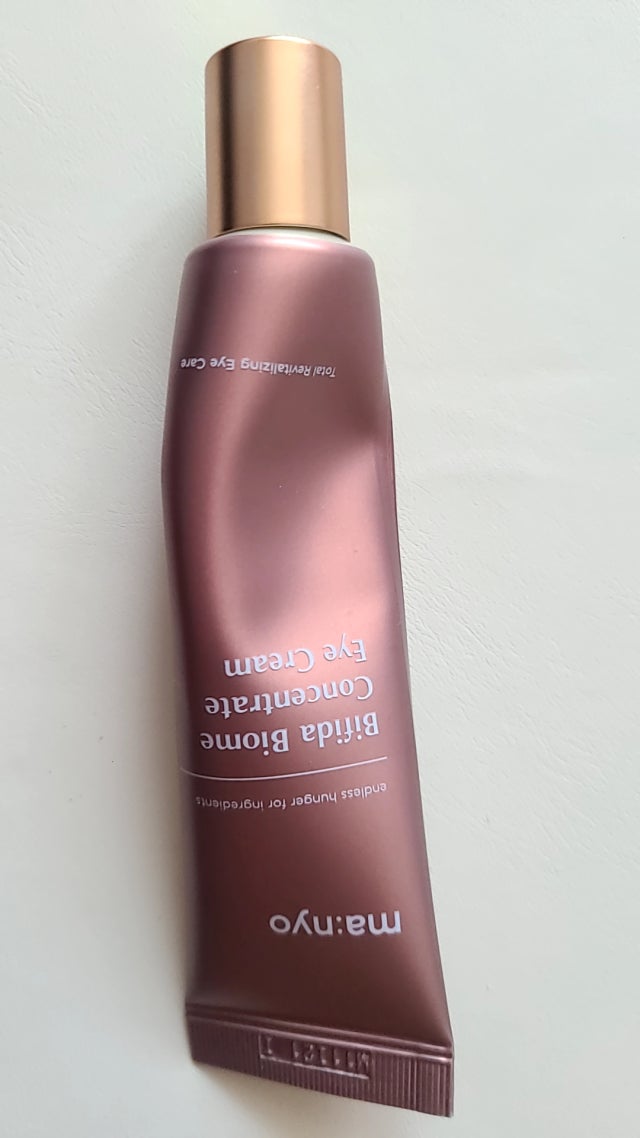 ma:nyo
endless hunger for ingredients
Bifida Biome
Concentrate
Eye Cream
Total Revitalizing Eye Care